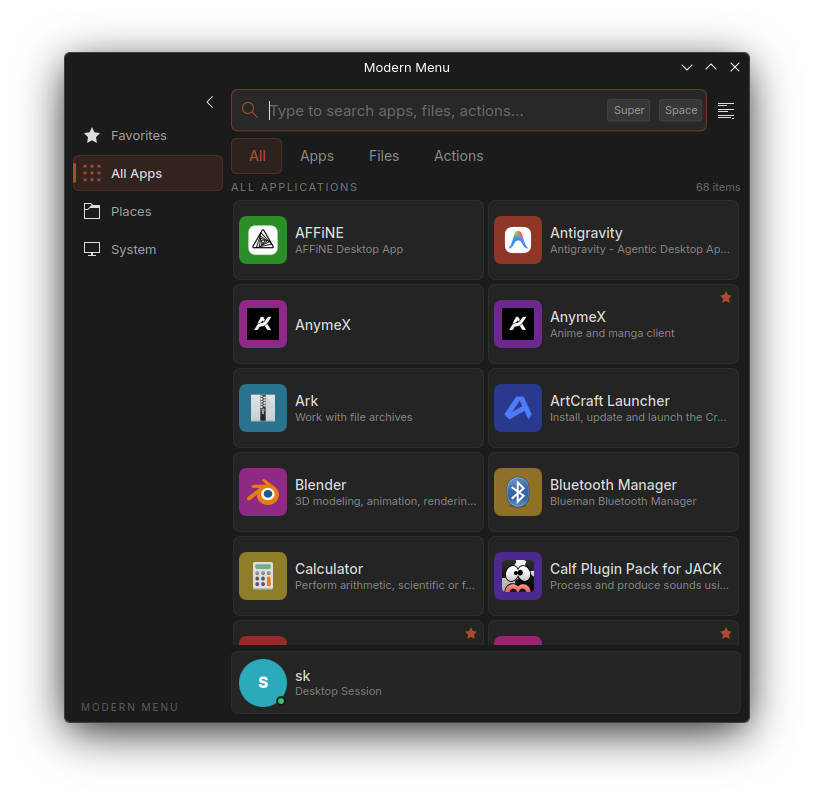 Modern Menu
Type to search apps, files, actions...
Super
Space
Favorites
All Apps
Places
System
All
Apps
Files
Actions
ALL APPLICATIONS
68 items
AFFiNE
AFFiNE Desktop App
Antigravity
Antigravity - Agentic Desktop Ap...
AnymeX
AnymeX
Anime and manga client
Ark
Work with file archives
ArtCraft Launcher
Install, update and launch the Cr...
Blender
3D modeling, animation, renderin...
Bluetooth Manager
Blueman Bluetooth Manager
Calculator
Perform arithmetic, scientific or f...
Calf Plugin Pack for JACK
Process and produce sounds usi...
S
sk
Desktop Session
MODERN MENU